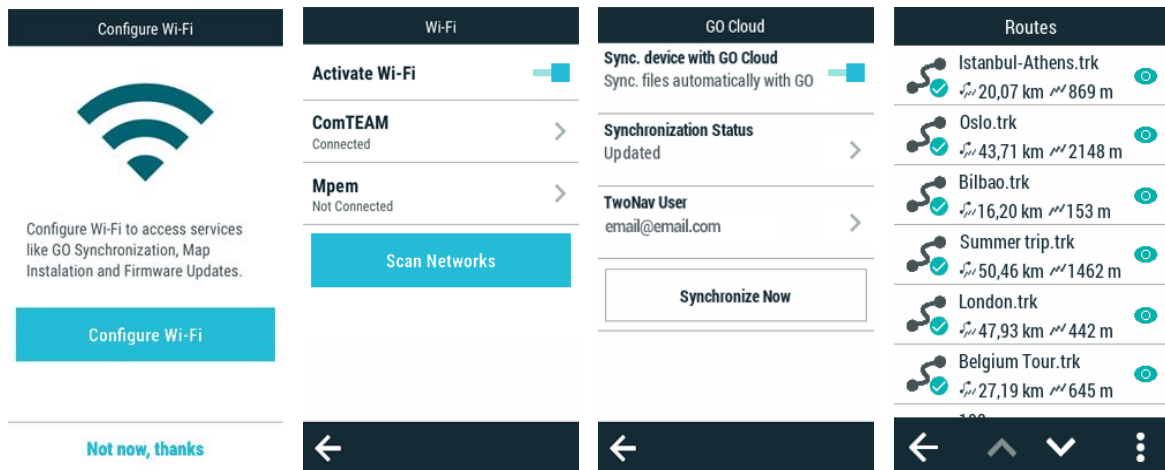 Configure Wi-Fi
Configure Wi-Fi to access services
like GO Synchronization, Map
Instalation and Firmware Updates.
Configure Wi-Fi
Not now, thanks
Wi-Fi
Activate Wi-Fi
ComTEAM
Connected
Mpem
Not Connected
Scan Networks
GO Cloud
Sync. device with GO Cloud
Sync. files automatically with GO
Synchronization Status
Updated
TwoNav User
email@email.com
Synchronize Now
Routes
Istanbul-Athens.trk
20,07 km 869 m
Oslo.trk
43,71 km 2148 m
Bilbao.trk
16,20 km 153 m
Summer trip.trk
50,46 km 1462 m
London.trk
47,93 km 442 m
Belgium Tour.trk
27,19 km 645 m